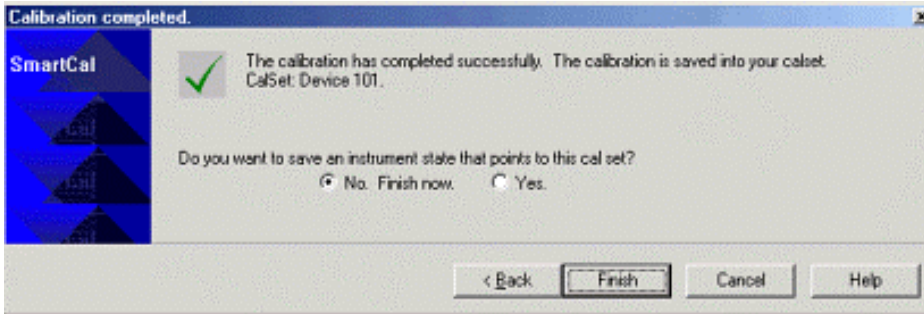 Calibration completed.
SmartCal
The calibration has completed successfully. The calibration is saved into your calset.
CalSet: Device 101.
Do you want to save an instrument state that points to this cal set?
No. Finish now. Yes.
< Back Finish Cancel Help